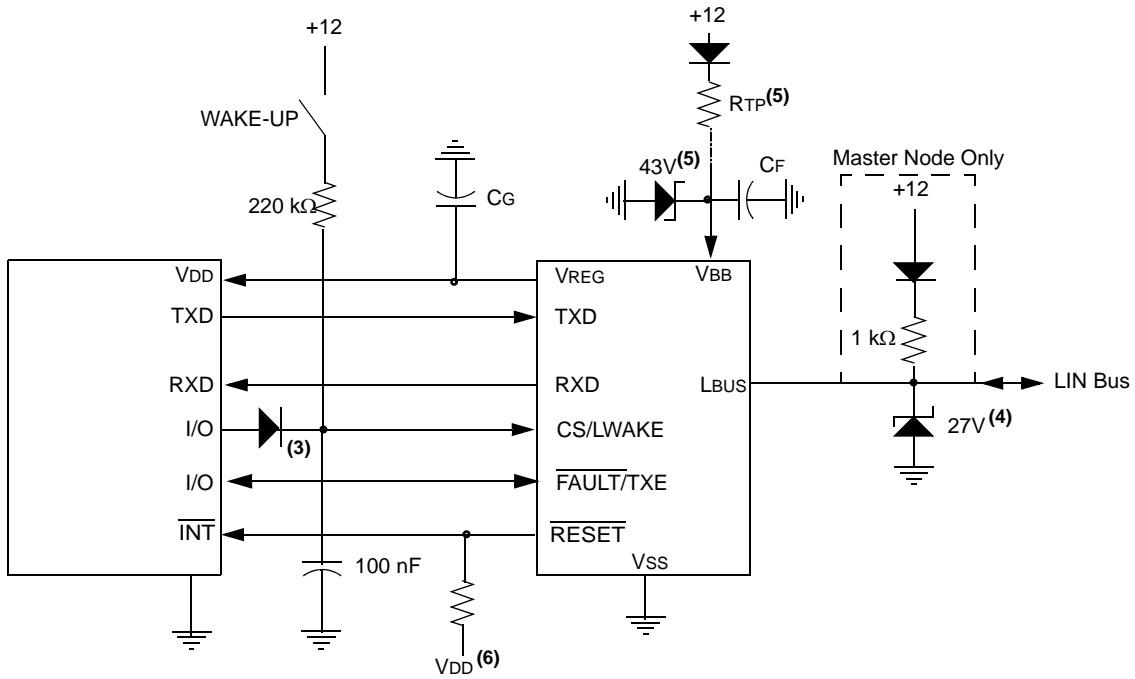 +12
+12
WAKE-UP
RTP(5)
43V(5)
CF
Master Node Only
+12
CG
220 kΩ
VDD
VREG
VBB
TXD
TXD
1 kΩ
RXD
RXD
LBUS
LIN Bus
I/O
(3)
CS/LWAKE
27V(4)
I/O
FAULT/TXE
INT
RESET
100 nF
VSS
VDD(6)